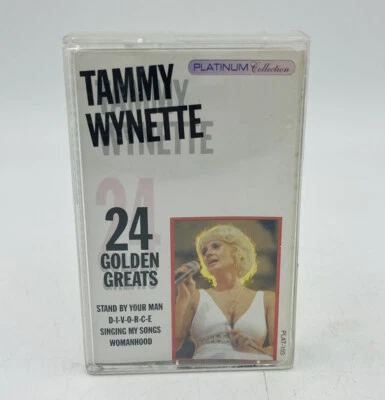 PLATINUM Collection
TAMMY
WYNETTE
24
GOLDEN
GREATS
STAND BY YOUR MAN
D-I-V-O-R-C-E
SINGING MY SONGS
WOMANHOOD